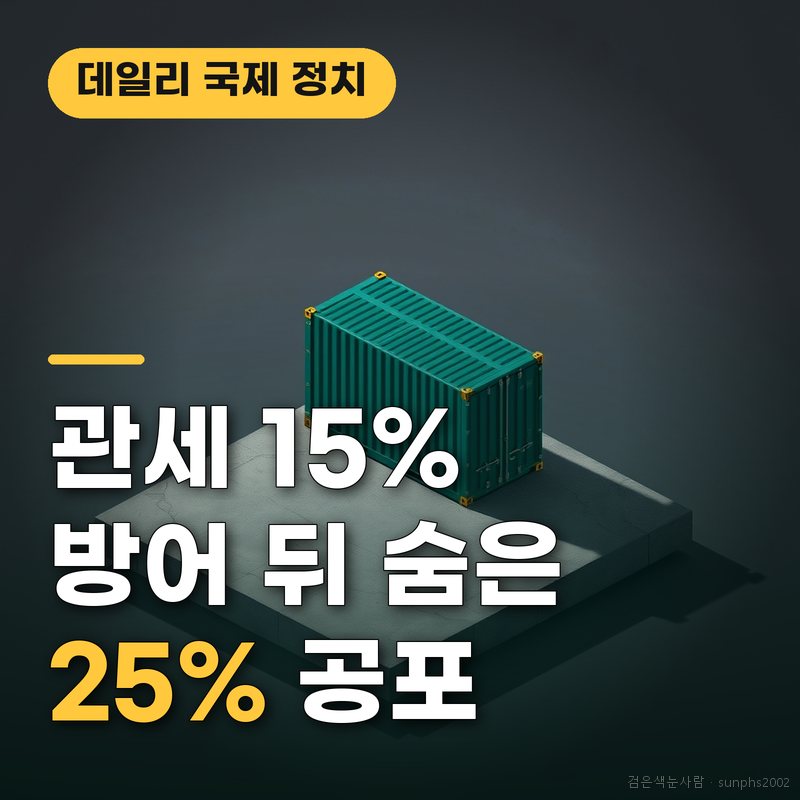 데일리 국제 정치
관세 15%
방어 뒤 숨은
25% 공포
검은색눈사람 · sunphs2002